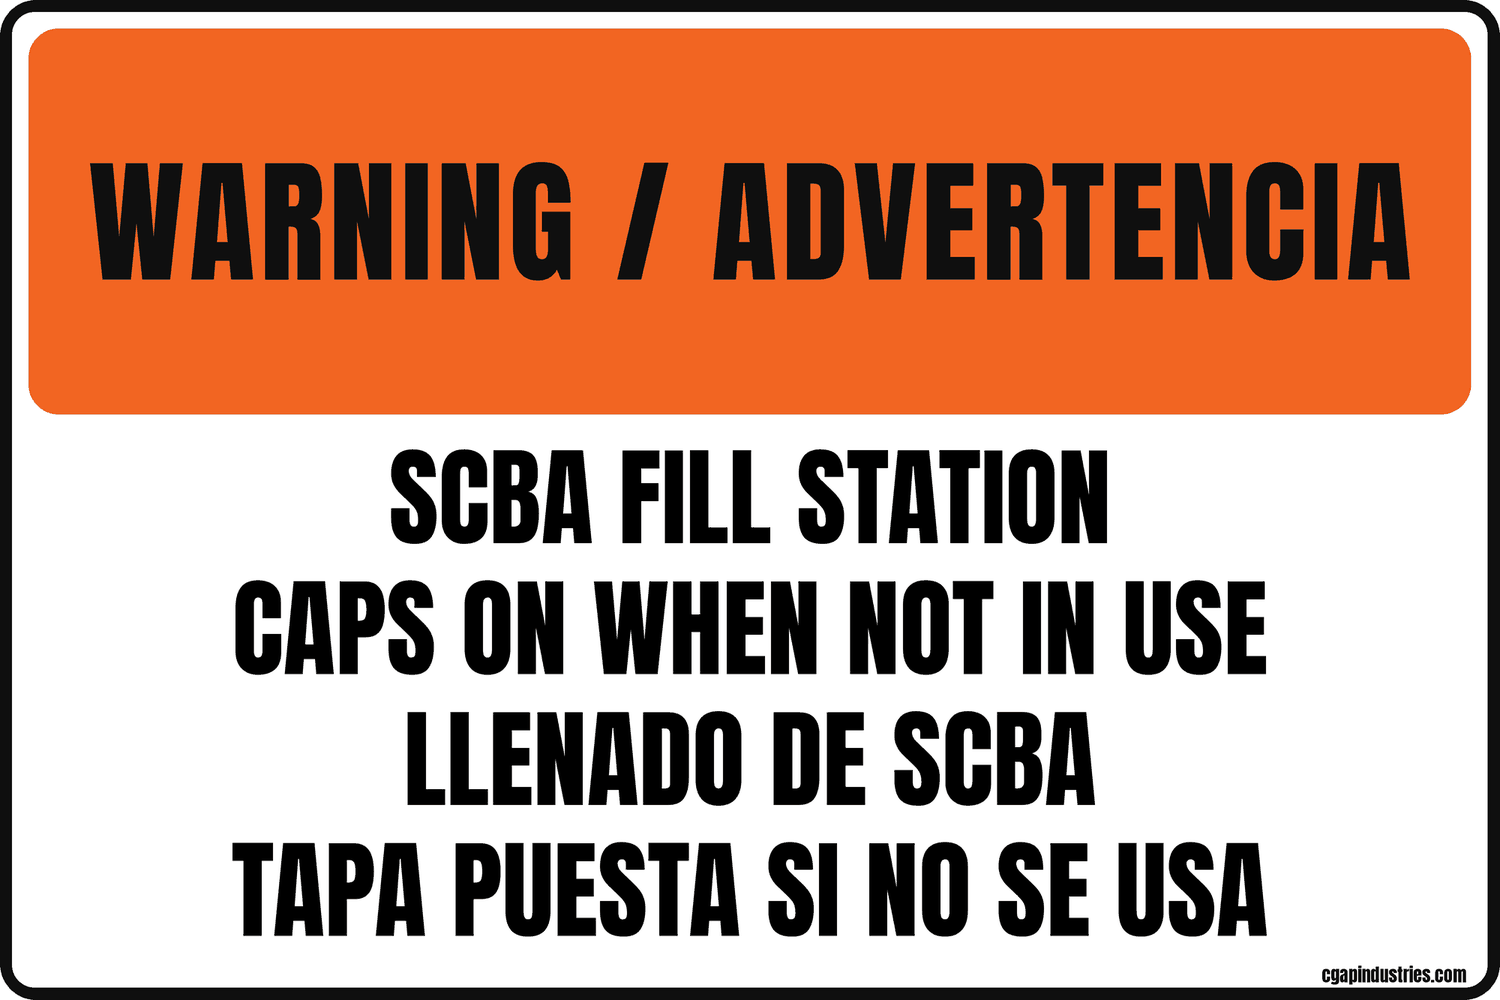 WARNING / ADVERTENCIA
SCBA FILL STATION
CAPS ON WHEN NOT IN USE
LLENADO DE SCBA
TAPA PUESTA SI NO SE USA
cgapindustries.com